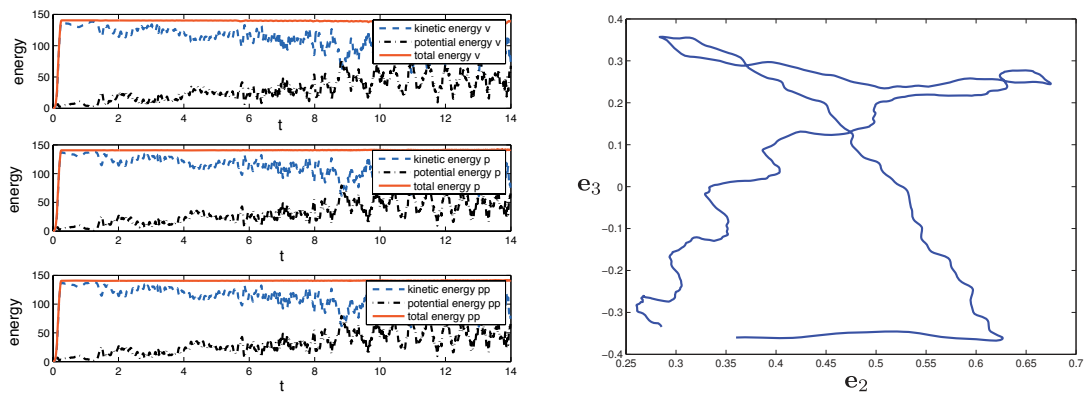 150
100
50
0
energy
kinetic energy v
potential energy v
total energy v
0 2 4 6 8 10 12 14
t
150
100
50
0
energy
kinetic energy p
potential energy p
total energy p
0 2 4 6 8 10 12 14
t
150
100
50
0
energy
kinetic energy pp
potential energy pp
total energy pp
0 2 4 6 8 10 12 14
t
0.4
0.3
0.2
0.1
0
−0.1
−0.2
−0.3
−0.4
e3
0.25 0.3 0.35 0.4 0.45 0.5 0.55 0.6 0.65 0.7
e2